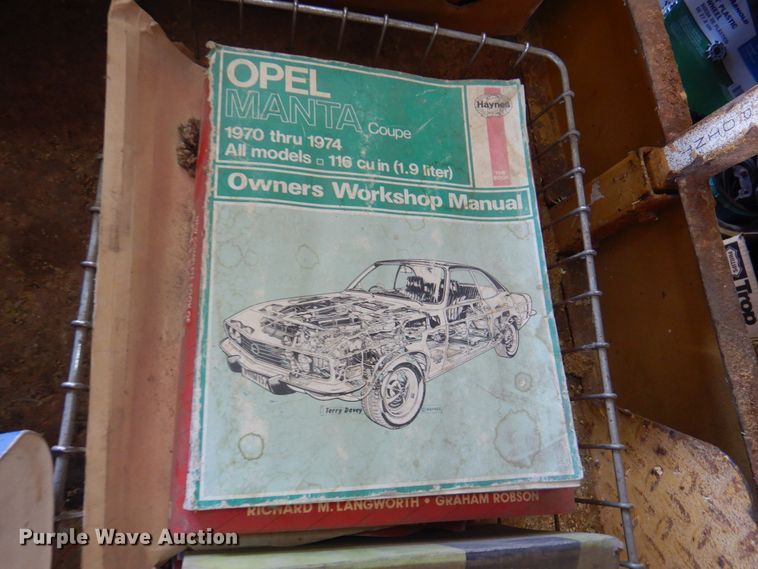 OPEL
MANTA Coupe
1970 thru 1974
All models 116 cu in (1.9 liter)
Haynes
Owners Workshop Manual
Terry Davey
RICHARD M. LANGWORTH • GRAHAM ROBSON
Trop
Purple Wave Auction